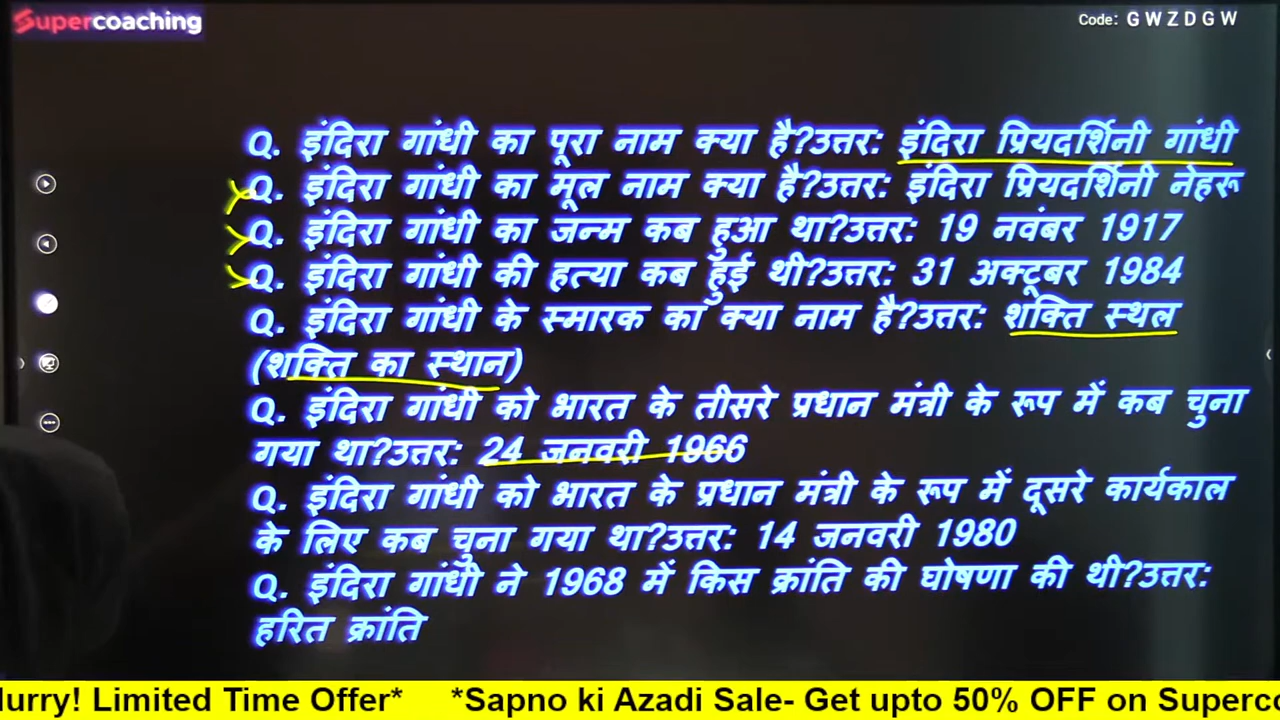 Supercoaching
Code: GWZDGW
Q. इंदिरा गांधी का पूरा नाम क्या है?उत्तर: इंदिरा प्रियदर्शिनी गांधी
Q. इंदिरा गांधी का मूल नाम क्या है?उत्तर: इंदिरा प्रियदर्शिनी नेहरू
Q. इंदिरा गांधी का जन्म कब हुआ था?उत्तर: 19 नवंबर 1917
Q. इंदिरा गांधी की हत्या कब हुई थी?उत्तर: 31 अक्टूबर 1984
Q. इंदिरा गांधी के स्मारक का क्या नाम है?उत्तर: शक्ति स्थल
(शक्ति का स्थान)
Q. इंदिरा गांधी को भारत के तीसरे प्रधान मंत्री के रूप में कब चुना
गया था?उत्तर: 24 जनवरी 1966
Q. इंदिरा गांधी को भारत के प्रधान मंत्री के रूप में दूसरे कार्यकाल
के लिए कब चुना गया था?उत्तर: 14 जनवरी 1980
Q. इंदिरा गांधी ने 1968 में किस क्रांति की घोषणा की थी?उत्तर:
हरित क्रांति
urry! Limited Time Offer* *Sapno ki Azadi Sale- Get upto 50% OFF on Superc